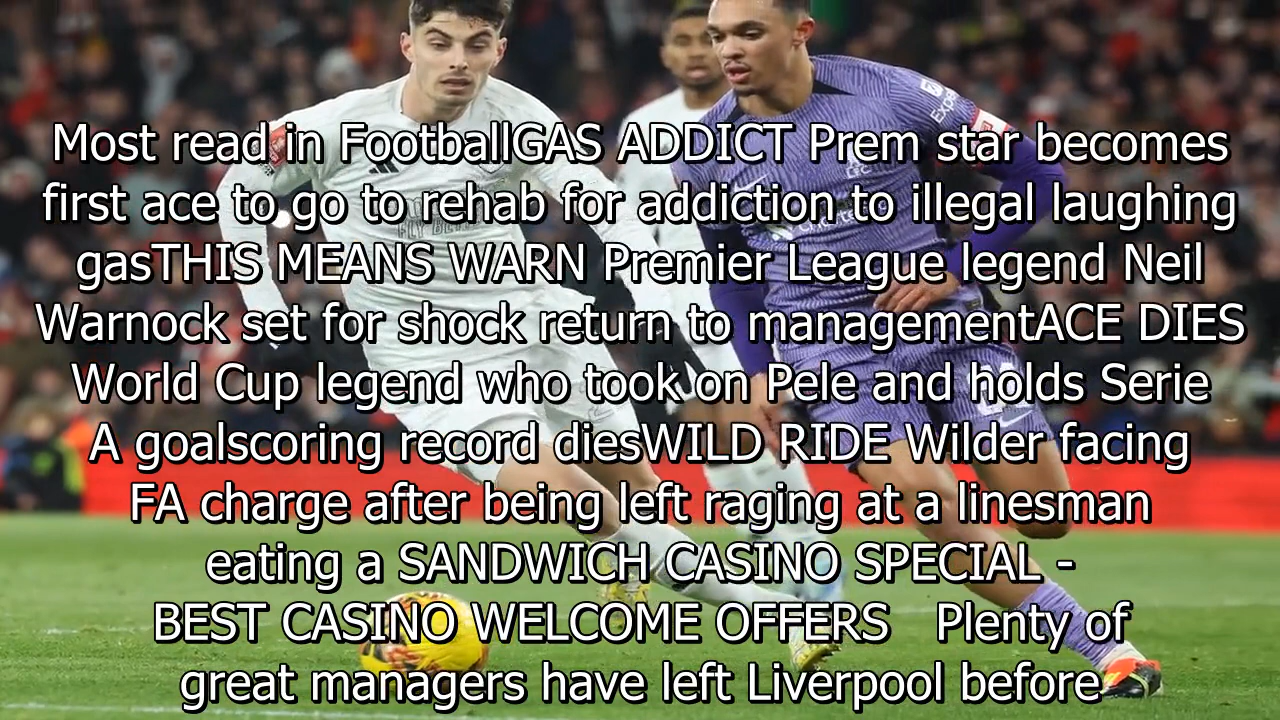 Most read in FootballGAS ADDICT Prem star becomes
first ace to go to rehab for addiction to illegal laughing
gasTHIS MEANS WARN Premier League legend Neil
Warnock set for shock return to managementACE DIES
World Cup legend who took on Pele and holds Serie
A goalscoring record diesWILD RIDE Wilder facing
FA charge after being left raging at a linesman
eating a SANDWICH CASINO SPECIAL -
BEST CASINO WELCOME OFFERS   Plenty of
great managers have left Liverpool before